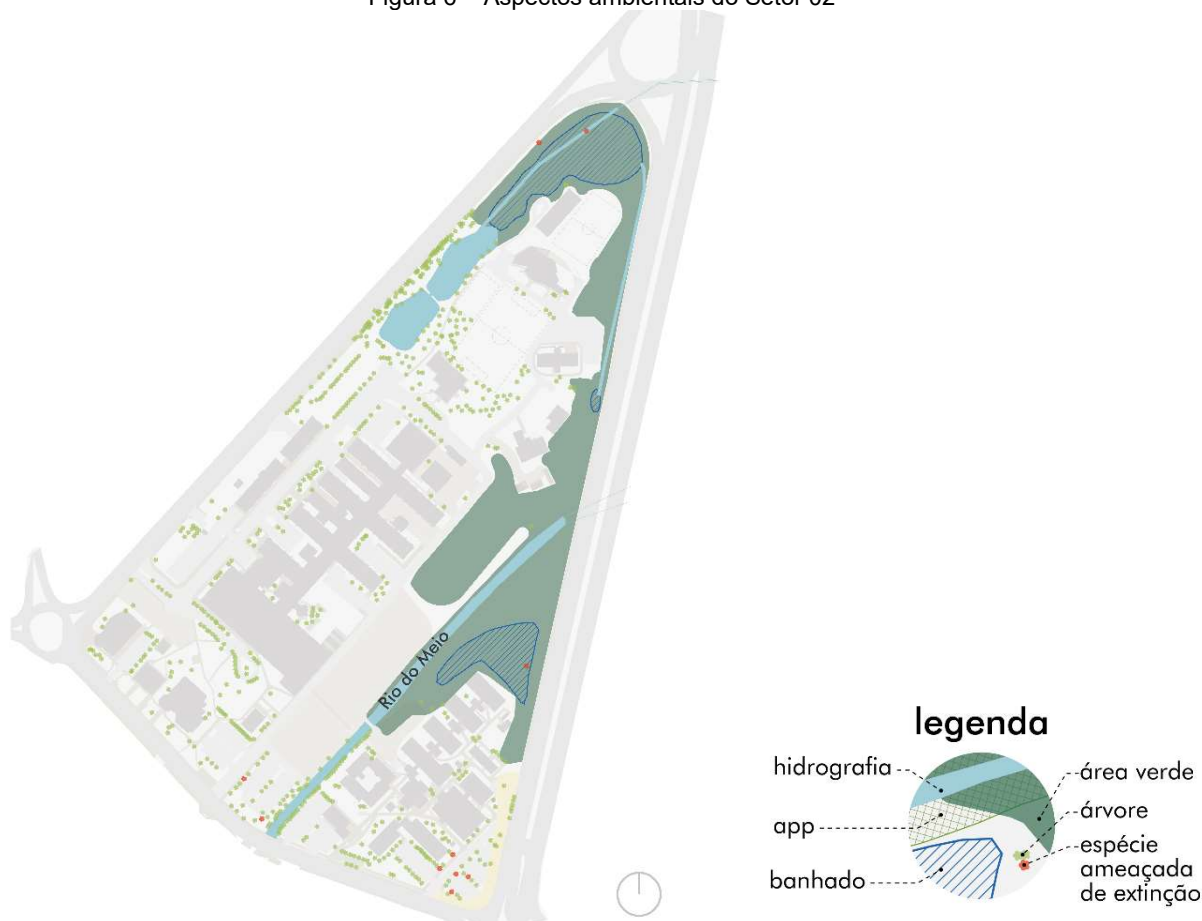 Figura 6 – Aspectos ambientais do Setor 02
Rio do Meio
legenda
hidrografia
app
banhado
área verde
árvore
espécie
ameaçada
de extinção